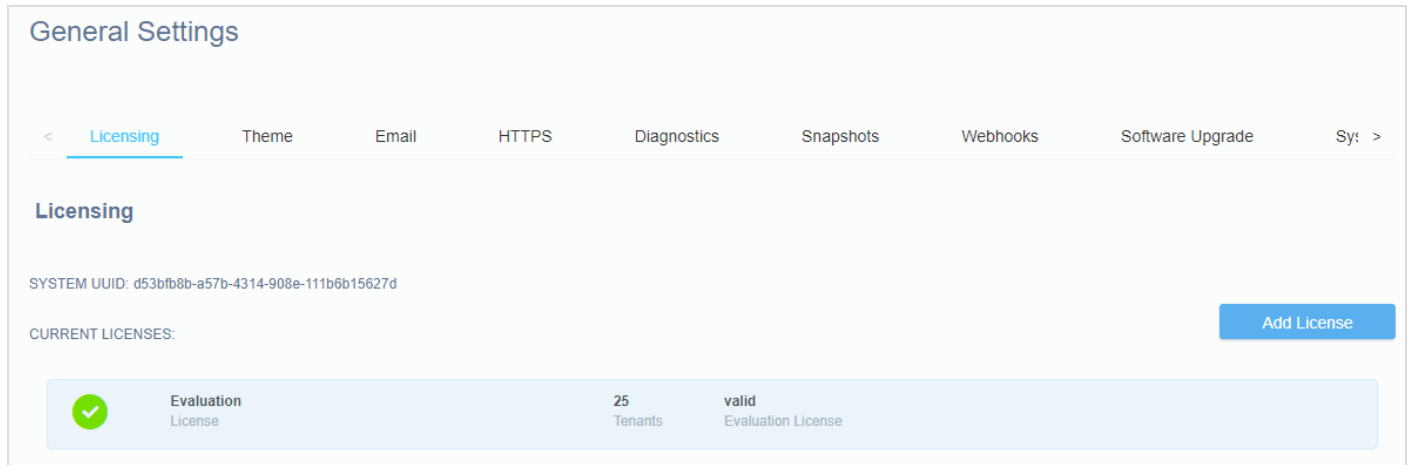 General Settings
< Licensing Theme Email HTTPS Diagnostics Snapshots Webhooks Software Upgrade Sys >
Licensing
SYSTEM UUID: d53bfb8b-a57b-4314-908e-111b6b15627d
Add License
CURRENT LICENSES:
Evaluation 25 valid
License Tenants Evaluation License